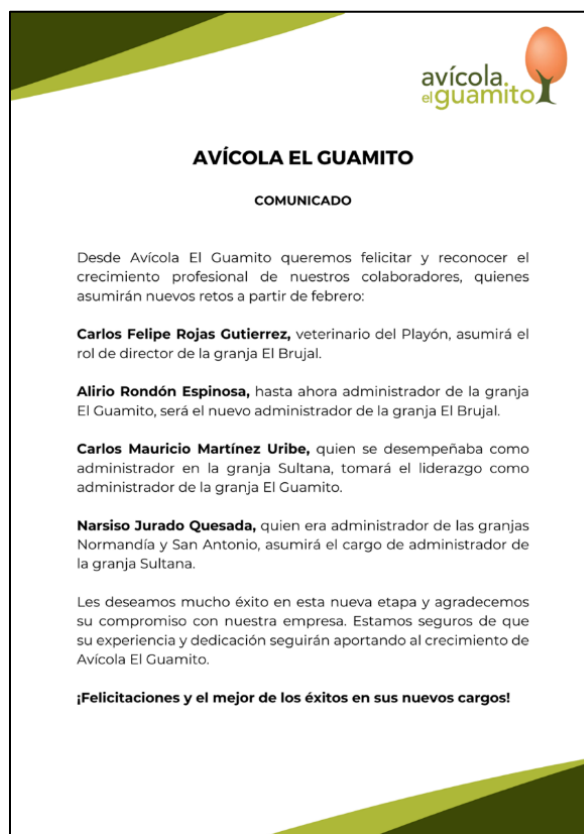 avícola.
el guamito
AVÍCOLA EL GUAMITO
COMUNICADO
Desde Avícola El Guamito queremos felicitar y reconocer el
crecimiento profesional de nuestros colaboradores, quienes
asumirán nuevos retos a partir de febrero:
Carlos Felipe Rojas Gutierrez, veterinario del Playón, asumirá el
rol de director de la granja El Brujal.
Alirio Rondón Espinosa, hasta ahora administrador de la granja
El Guamito, será el nuevo administrador de la granja El Brujal.
Carlos Mauricio Martínez Uribe, quien se desempeñaba como
administrador en la granja Sultana, tomará el liderazgo como
administrador de la granja El Guamito.
Narsiso Jurado Quesada, quien era administrador de las granjas
Normandía y San Antonio, asumirá el cargo de administrador de
la granja Sultana.
Les deseamos mucho éxito en esta nueva etapa y agradecemos
su compromiso con nuestra empresa. Estamos seguros de que
su experiencia y dedicación seguirán aportando al crecimiento de
Avícola El Guamito.
¡Felicitaciones y el mejor de los éxitos en sus nuevos cargos!